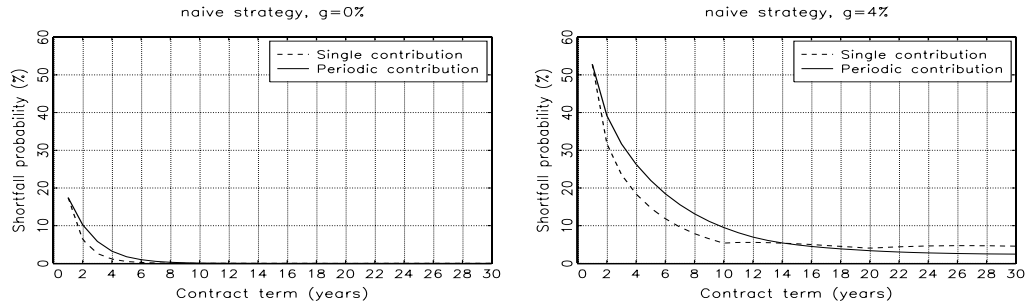 naive strategy, g=0%
Shortfall probability (%)
60
50
40
30
20
10
0
Single contribution
Periodic contribution
0 2 4 6 8 10 12 14 16 18 20 22 24 26 28 30
Contract term (years)
naive strategy, g=4%
Shortfall probability (%)
60
50
40
30
20
10
0
Single contribution
Periodic contribution
0 2 4 6 8 10 12 14 16 18 20 22 24 26 28 30
Contract term (years)